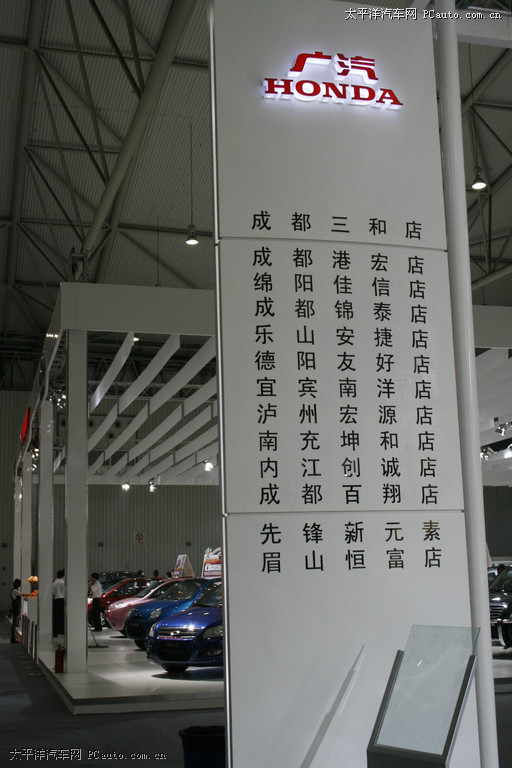 太平洋汽车网 PCauto.com.cn
广汽
HONDA
成都三和店
成都港宏店
绵阳佳信店
成都锦泰店
乐山安捷店
德阳友好店
宜宾南洋店
泸州宏源店
南充坤和店
内江创诚店
成都百翔店
先锋新元素
眉山恒富店
太平洋汽车网 PCauto.com.cn